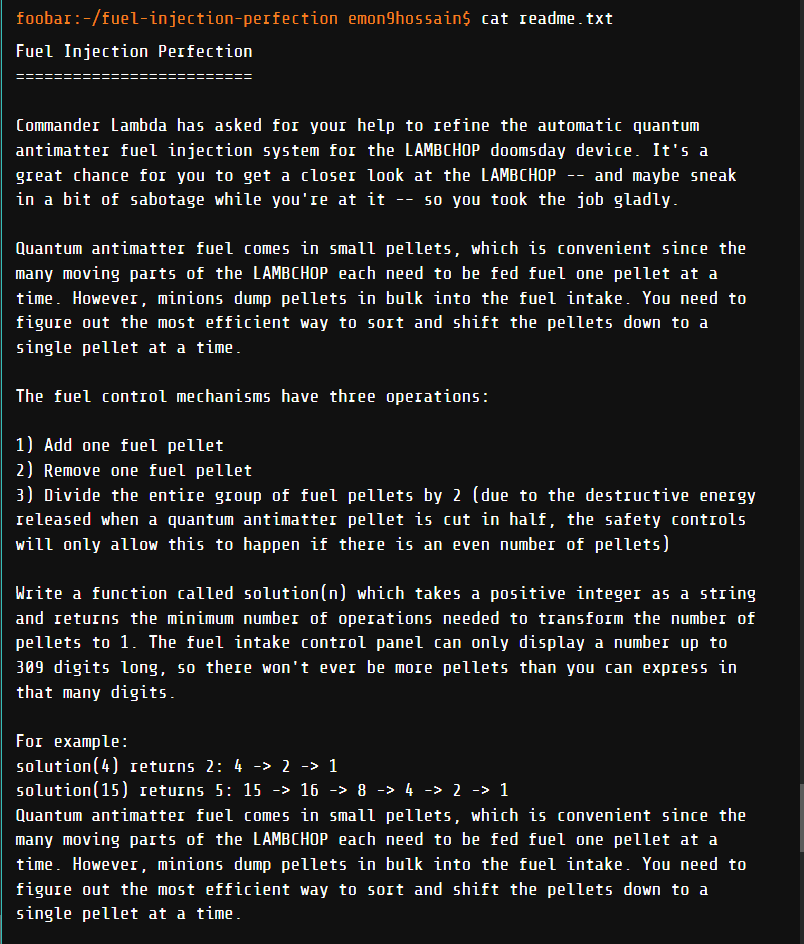 foobar:~/fuel-injection-perfection emon9hossain$ cat readme.txt
Fuel Injection Perfection
=========================
Commander Lambda has asked for your help to refine the automatic quantum
antimatter fuel injection system for the LAMBCHOP doomsday device. It's a
great chance for you to get a closer look at the LAMBCHOP -- and maybe sneak
in a bit of sabotage while you're at it -- so you took the job gladly.
Quantum antimatter fuel comes in small pellets, which is convenient since the
many moving parts of the LAMBCHOP each need to be fed fuel one pellet at a
time. However, minions dump pellets in bulk into the fuel intake. You need to
figure out the most efficient way to sort and shift the pellets down to a
single pellet at a time.
The fuel control mechanisms have three operations:
1) Add one fuel pellet
2) Remove one fuel pellet
3) Divide the entire group of fuel pellets by 2 (due to the destructive energy
released when a quantum antimatter pellet is cut in half, the safety controls
will only allow this to happen if there is an even number of pellets)
Write a function called solution(n) which takes a positive integer as a string
and returns the minimum number of operations needed to transform the number of
pellets to 1. The fuel intake control panel can only display a number up to
309 digits long, so there won't ever be more pellets than you can express in
that many digits.
For example:
solution(4) returns 2: 4 -> 2 -> 1
solution(15) returns 5: 15 -> 16 -> 8 -> 4 -> 2 -> 1
Quantum antimatter fuel comes in small pellets, which is convenient since the
many moving parts of the LAMBCHOP each need to be fed fuel one pellet at a
time. However, minions dump pellets in bulk into the fuel intake. You need to
figure out the most efficient way to sort and shift the pellets down to a
single pellet at a time.